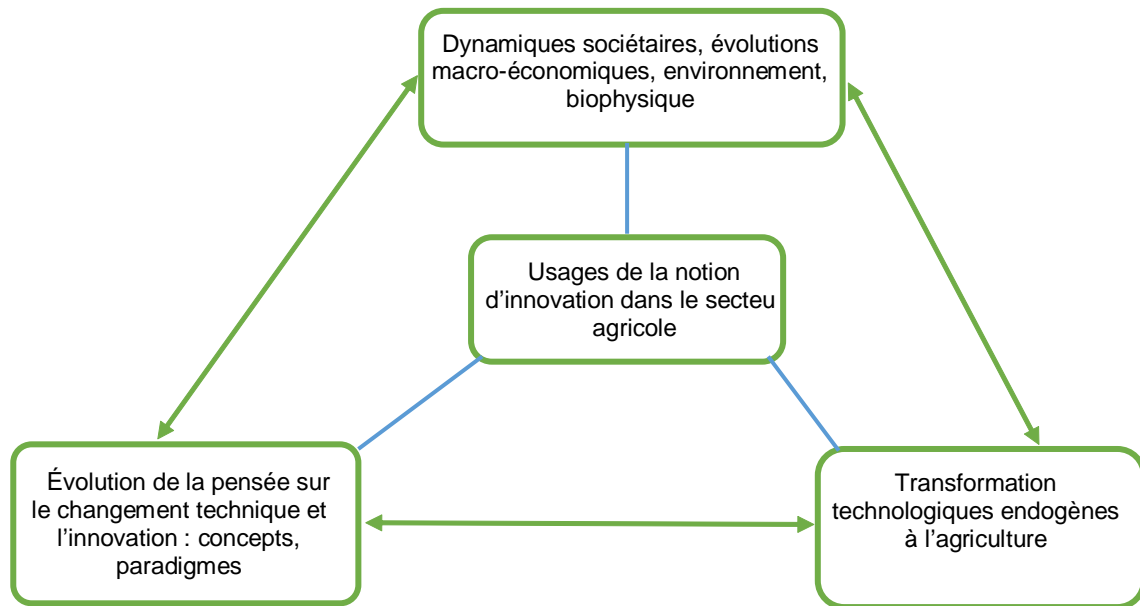 Dynamiques sociétaires, évolutions
macro-économiques, environnement,
biophysique
Usages de la notion
d’innovation dans le secteu
agricole
Évolution de la pensée sur
le changement technique et
l’innovation : concepts,
paradigmes
Transformation
technologiques endogènes
à l’agriculture